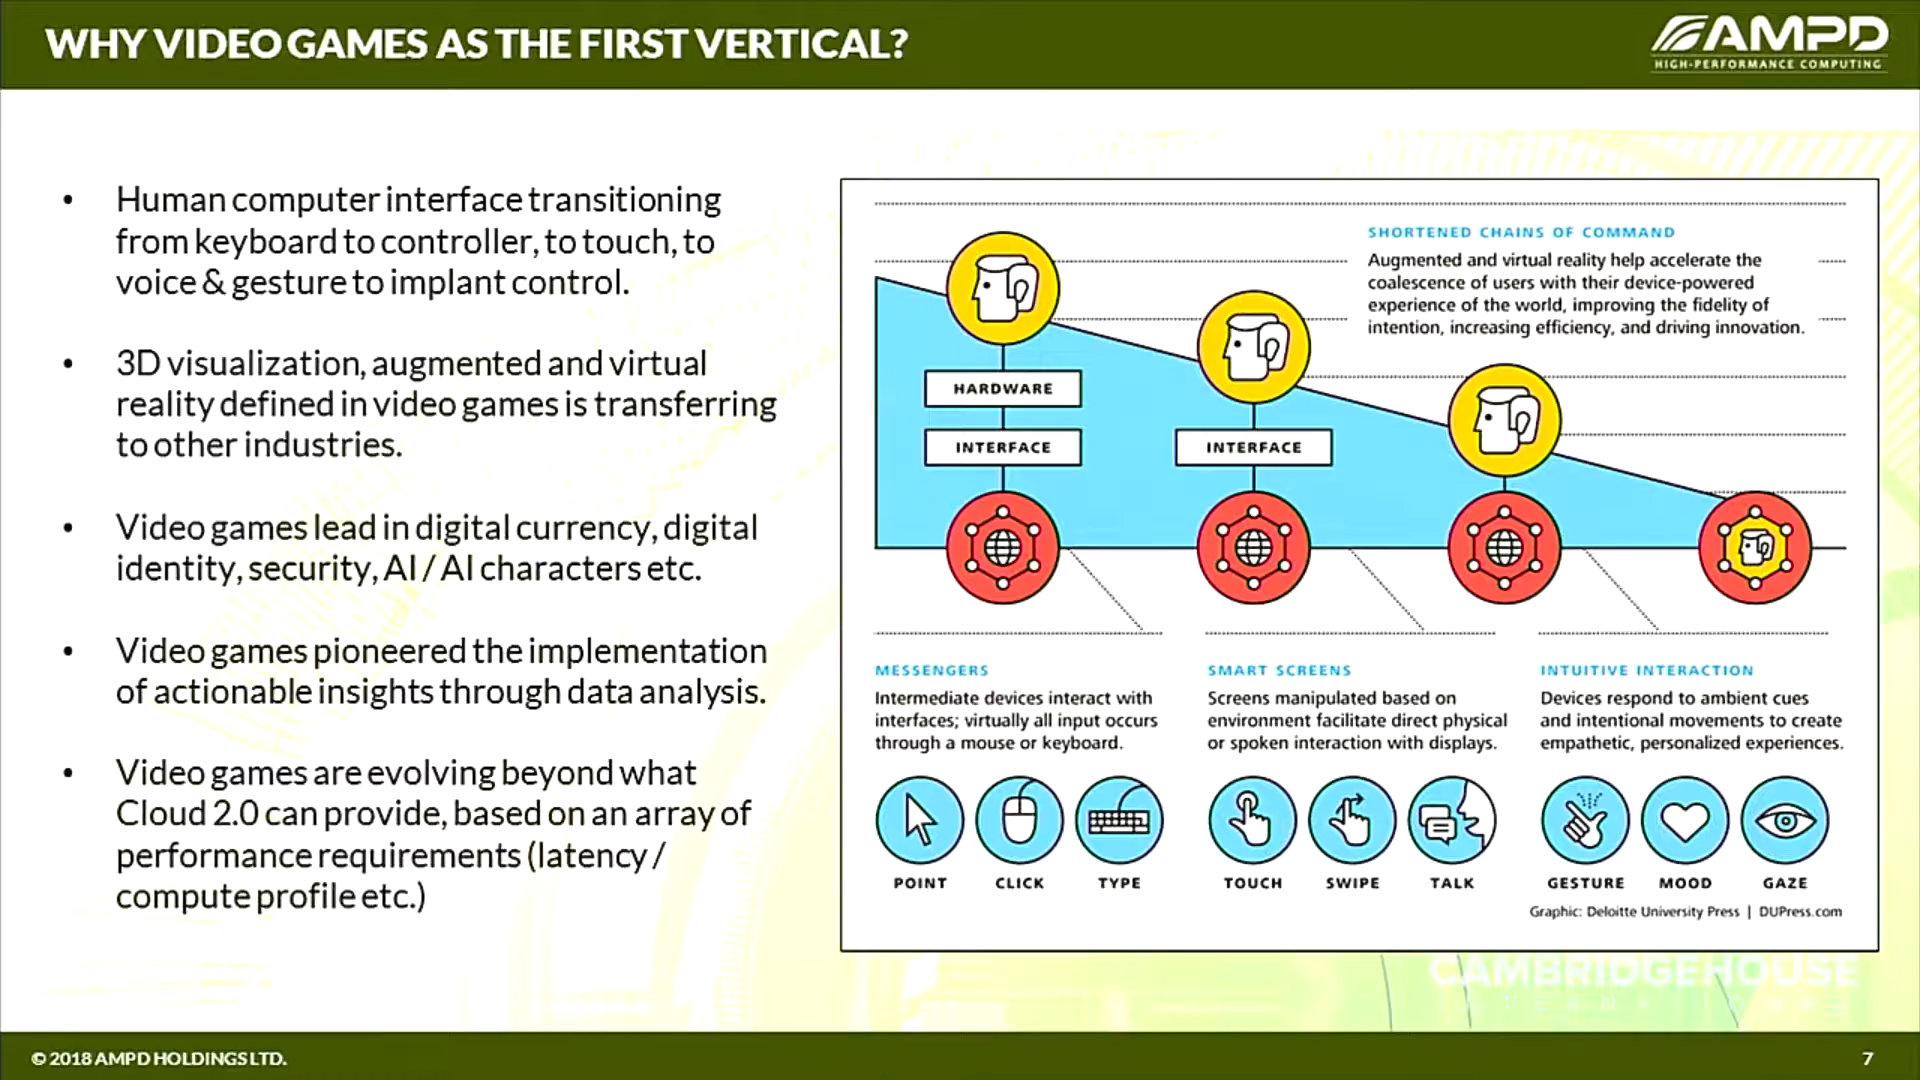 WHY VIDEO GAMES AS THE FIRST VERTICAL?
AMPD
HIGH-PERFORMANCE COMPUTING
• Human computer interface transitioning
from keyboard to controller, to touch, to
voice & gesture to implant control.
• 3D visualization, augmented and virtual
reality defined in video games is transferring
to other industries.
• Video games lead in digital currency, digital
identity, security, AI / AI characters etc.
• Video games pioneered the implementation
of actionable insights through data analysis.
• Video games are evolving beyond what
Cloud 2.0 can provide, based on an array of
performance requirements (latency /
compute profile etc.)
SHORTENED CHAINS OF COMMAND
Augmented and virtual reality help accelerate the
coalescence of users with their device-powered
experience of the world, improving the fidelity of
intention, increasing efficiency, and driving innovation.
HARDWARE
INTERFACE
INTERFACE
MESSENGERS
Intermediate devices interact with
interfaces; virtually all input occurs
through a mouse or keyboard.
POINT
CLICK
TYPE
SMART SCREENS
Screens manipulated based on
environment facilitate direct physical
or spoken interaction with displays.
TOUCH
SWIPE
TALK
INTUITIVE INTERACTION
Devices respond to ambient cues
and intentional movements to create
empathetic, personalized experiences.
GESTURE
MOOD
GAZE
Graphic: Deloitte University Press | DUPress.com
CAMBRIDGEHOUSE
© 2018 AMPD HOLDINGS LTD.
7